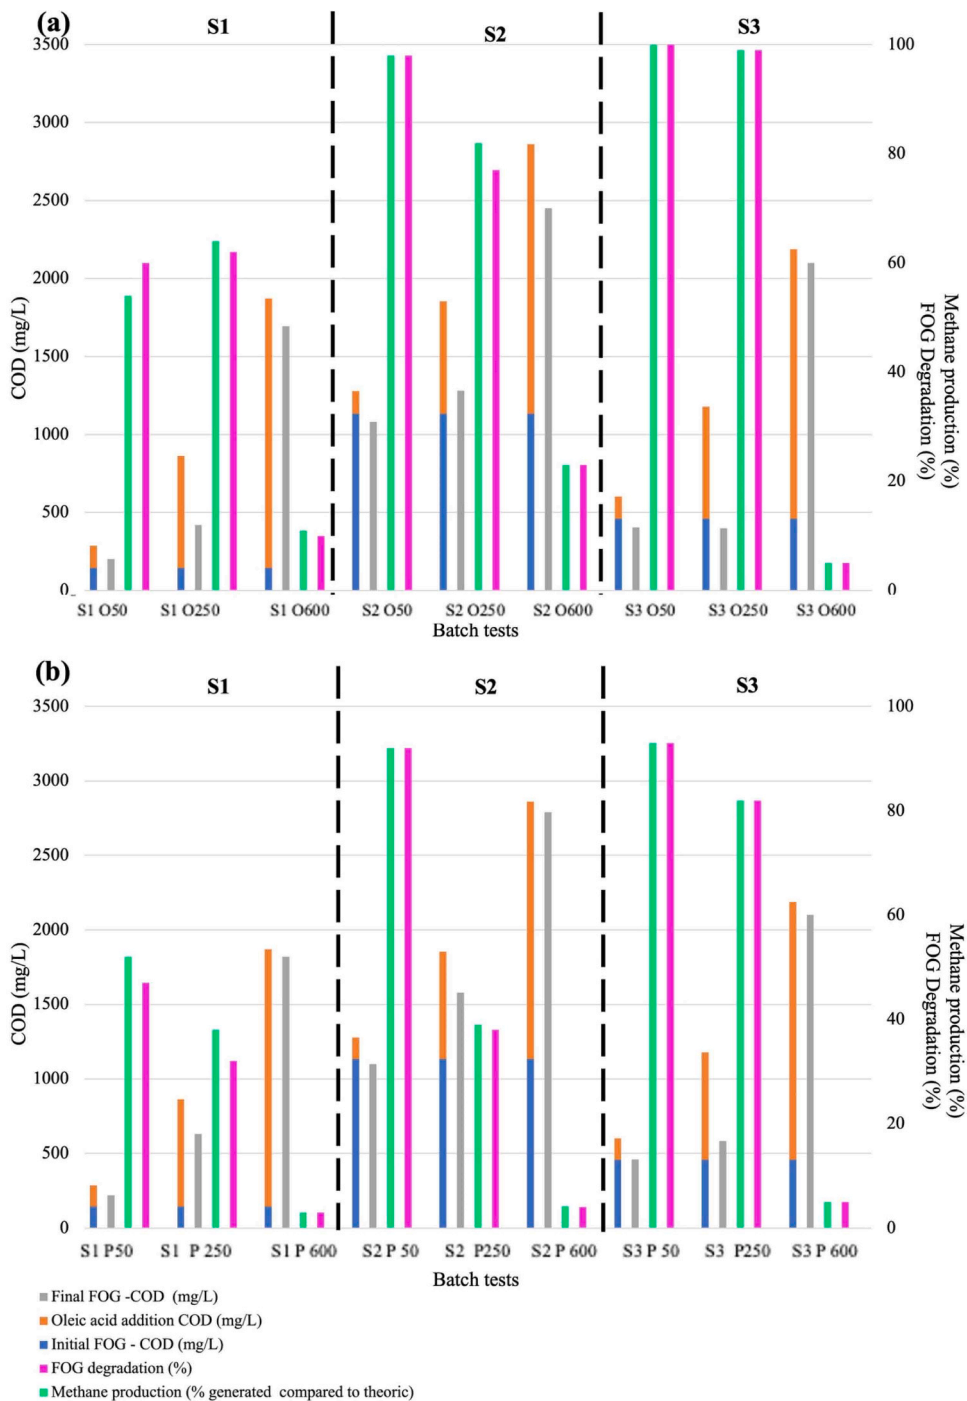 (a)
S1
S2
S3
3500
3000
2500
2000
1500
1000
500
0
COD (mg/L)
100
80
60
40
20
0
Methane production (%)
FOG Degradation (%)
S1 O50
S1 O250
S1 O600
S2 O50
S2 O250
S2 O600
S3 O50
S3 O250
S3 O600
Batch tests
(b)
S1
S2
S3
3500
3000
2500
2000
1500
1000
500
0
COD (mg/L)
100
80
60
40
20
0
Methane production (%)
FOG Degradation (%)
S1 P50
S1 P 250
S1 P 600
S2 P 50
S2 P250
S2 P 600
S3 P 50
S3 P250
S3 P 600
Batch tests
Final FOG -COD (mg/L)
Oleic acid addition COD (mg/L)
Initial FOG - COD (mg/L)
FOG degradation (%)
Methane production (% generated compared to theoric)